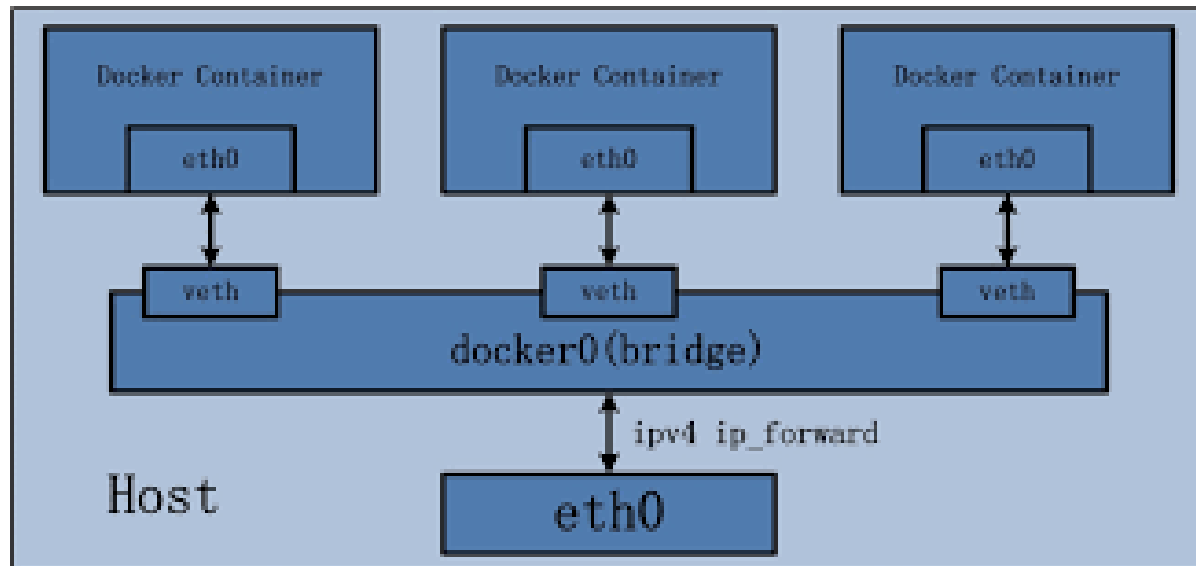 Docker Container
Docker Container
Docker Container
eth0
eth0
eth0
veth
veth
veth
docker0(bridge)
ipv4 ip_forward
Host
eth0